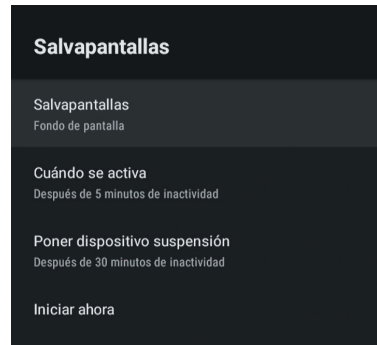 Salvapantallas
Salvapantallas
Fondo de pantalla
Cuándo se activa
Después de 5 minutos de inactividad
Poner dispositivo suspensión
Después de 30 minutos de inactividad
Iniciar ahora